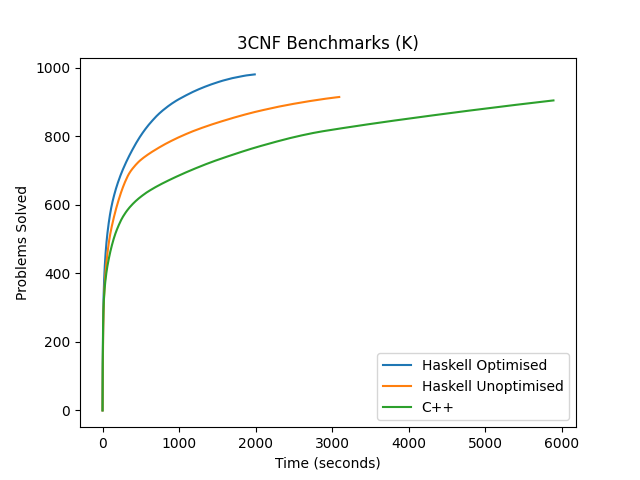 3CNF Benchmarks (K)
Problems Solved
1000
800
600
400
200
0
0 1000 2000 3000 4000 5000 6000
Time (seconds)
Haskell Optimised
Haskell Unoptimised
C++